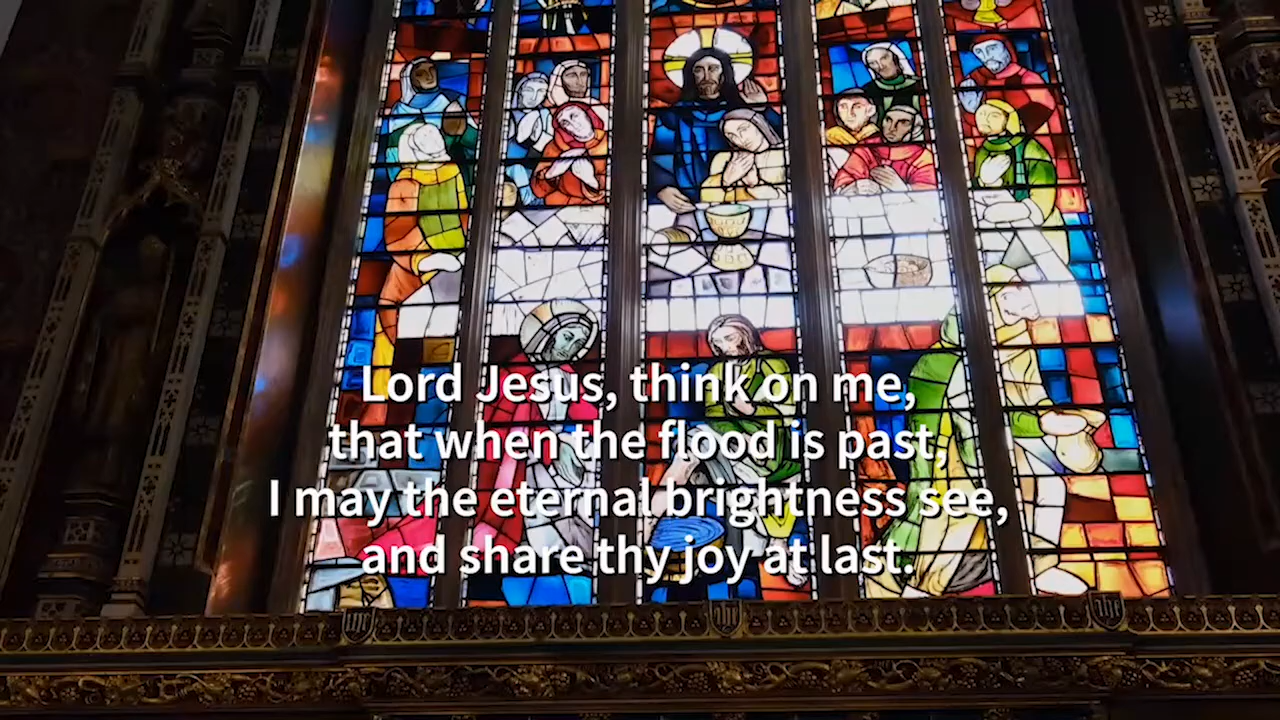 Lord Jesus, think on me,
that when the flood is past,
I may the eternal brightness see,
and share thy joy at last.